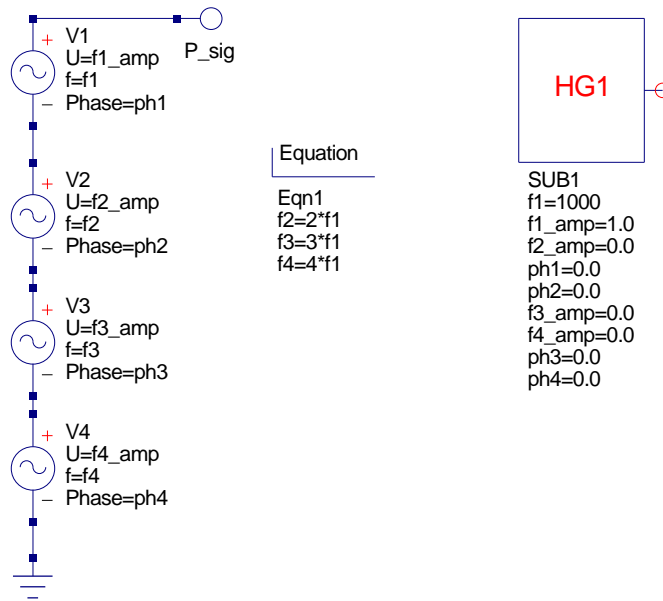 V1
U=f1_amp
f=f1
Phase=ph1
P_sig
V2
U=f2_amp
f=f2
Phase=ph2
V3
U=f3_amp
f=f3
Phase=ph3
V4
U=f4_amp
f=f4
Phase=ph4
Equation
Eqn1
f2=2*f1
f3=3*f1
f4=4*f1
HG1
SUB1
f1=1000
f1_amp=1.0
f2_amp=0.0
ph1=0.0
ph2=0.0
f3_amp=0.0
f4_amp=0.0
ph3=0.0
ph4=0.0